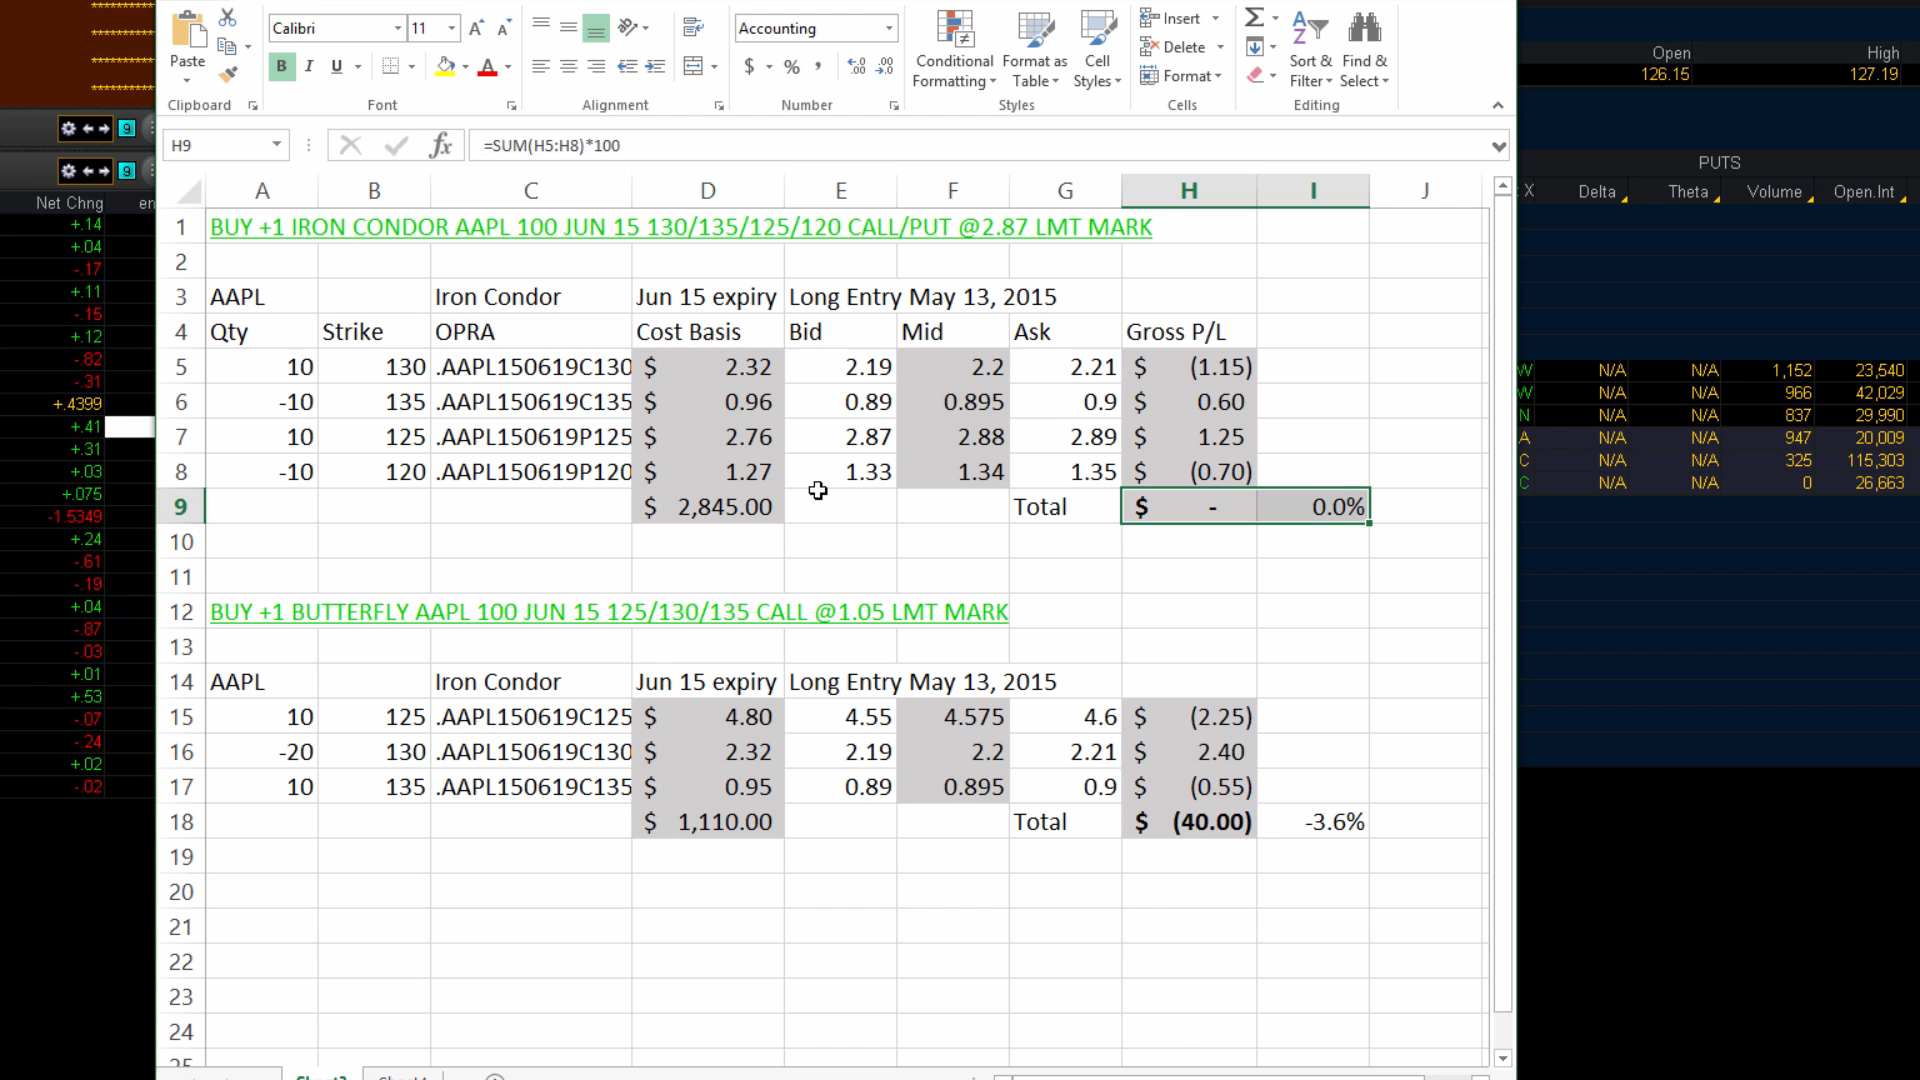 Calibri 11 Accounting
Paste
Conditional Formatting Format as Table Cell Styles
Insert
Delete
Format
Sort & Filter Find & Select
Clipboard Font Alignment Number Styles Cells Editing
H9 fx =SUM(H5:H8)*100
A B C D E F G H I J
1 BUY +1 IRON CONDOR AAPL 100 JUN 15 130/135/125/120 CALL/PUT @2.87 LMT MARK
2
3 AAPL Iron Condor Jun 15 expiry Long Entry May 13, 2015
4 Qty Strike OPRA Cost Basis Bid Mid Ask Gross P/L
5 10 130 .AAPL150619C130 $ 2.32 2.19 2.2 2.21 $ (1.15)
6 -10 135 .AAPL150619C135 $ 0.96 0.89 0.895 0.9 $ 0.60
7 10 125 .AAPL150619P125 $ 2.76 2.87 2.88 2.89 $ 1.25
8 -10 120 .AAPL150619P120 $ 1.27 1.33 1.34 1.35 $ (0.70)
9 $ 2,845.00 Total $ - 0.0%
10
11
12 BUY +1 BUTTERFLY AAPL 100 JUN 15 125/130/135 CALL @1.05 LMT MARK
13
14 AAPL Iron Condor Jun 15 expiry Long Entry May 13, 2015
15 10 125 .AAPL150619C125 $ 4.80 4.55 4.575 4.6 $ (2.25)
16 -20 130 .AAPL150619C130 $ 2.32 2.19 2.2 2.21 $ 2.40
17 10 135 .AAPL150619C135 $ 0.95 0.89 0.895 0.9 $ (0.55)
18 $ 1,110.00 Total $ (40.00) -3.6%
19
20
21
22
23
24
Net Chng
+.14
+.04
-.17
+.11
-.15
+.12
-.82
-.31
+.4399
+.41
+.31
+.03
+.075
-1.5349
+.24
-.61
-.19
+.04
-.87
-.03
+.01
+.53
-.07
-.24
+.02
-.02
Open High
126.15 127.19
PUTS
X Delta Theta Volume Open.Int
W N/A N/A 1,152 23,540
W N/A N/A 966 42,029
N N/A N/A 837 29,990
A N/A N/A 947 20,009
C N/A N/A 325 115,303
C N/A N/A 0 26,663